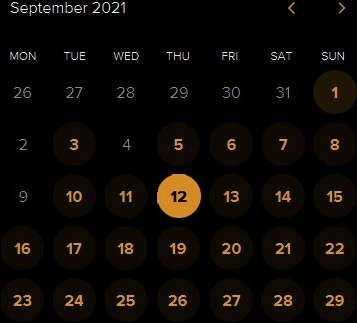 September 2021
MON TUE WED THU FRI SAT SUN
26 27 28 29 30 31 1
2 3 4 5 6 7 8
9 10 11 12 13 14 15
16 17 18 19 20 21 22
23 24 25 26 27 28 29